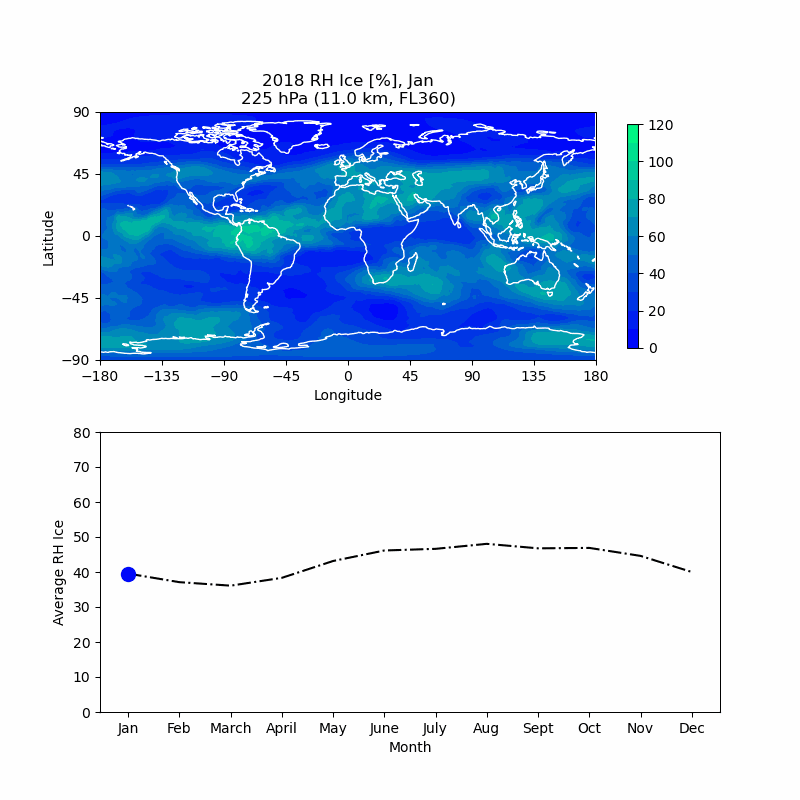 2018 RH Ice [%], Jan
225 hPa (11.0 km, FL360)
90
45
0
−45
−90
Latitude
−180 −135 −90 −45 0 45 90 135 180
Longitude
120
100
80
60
40
20
0
80
70
60
50
40
30
20
10
0
Average RH Ice
Jan Feb March April May June July Aug Sept Oct Nov Dec
Month